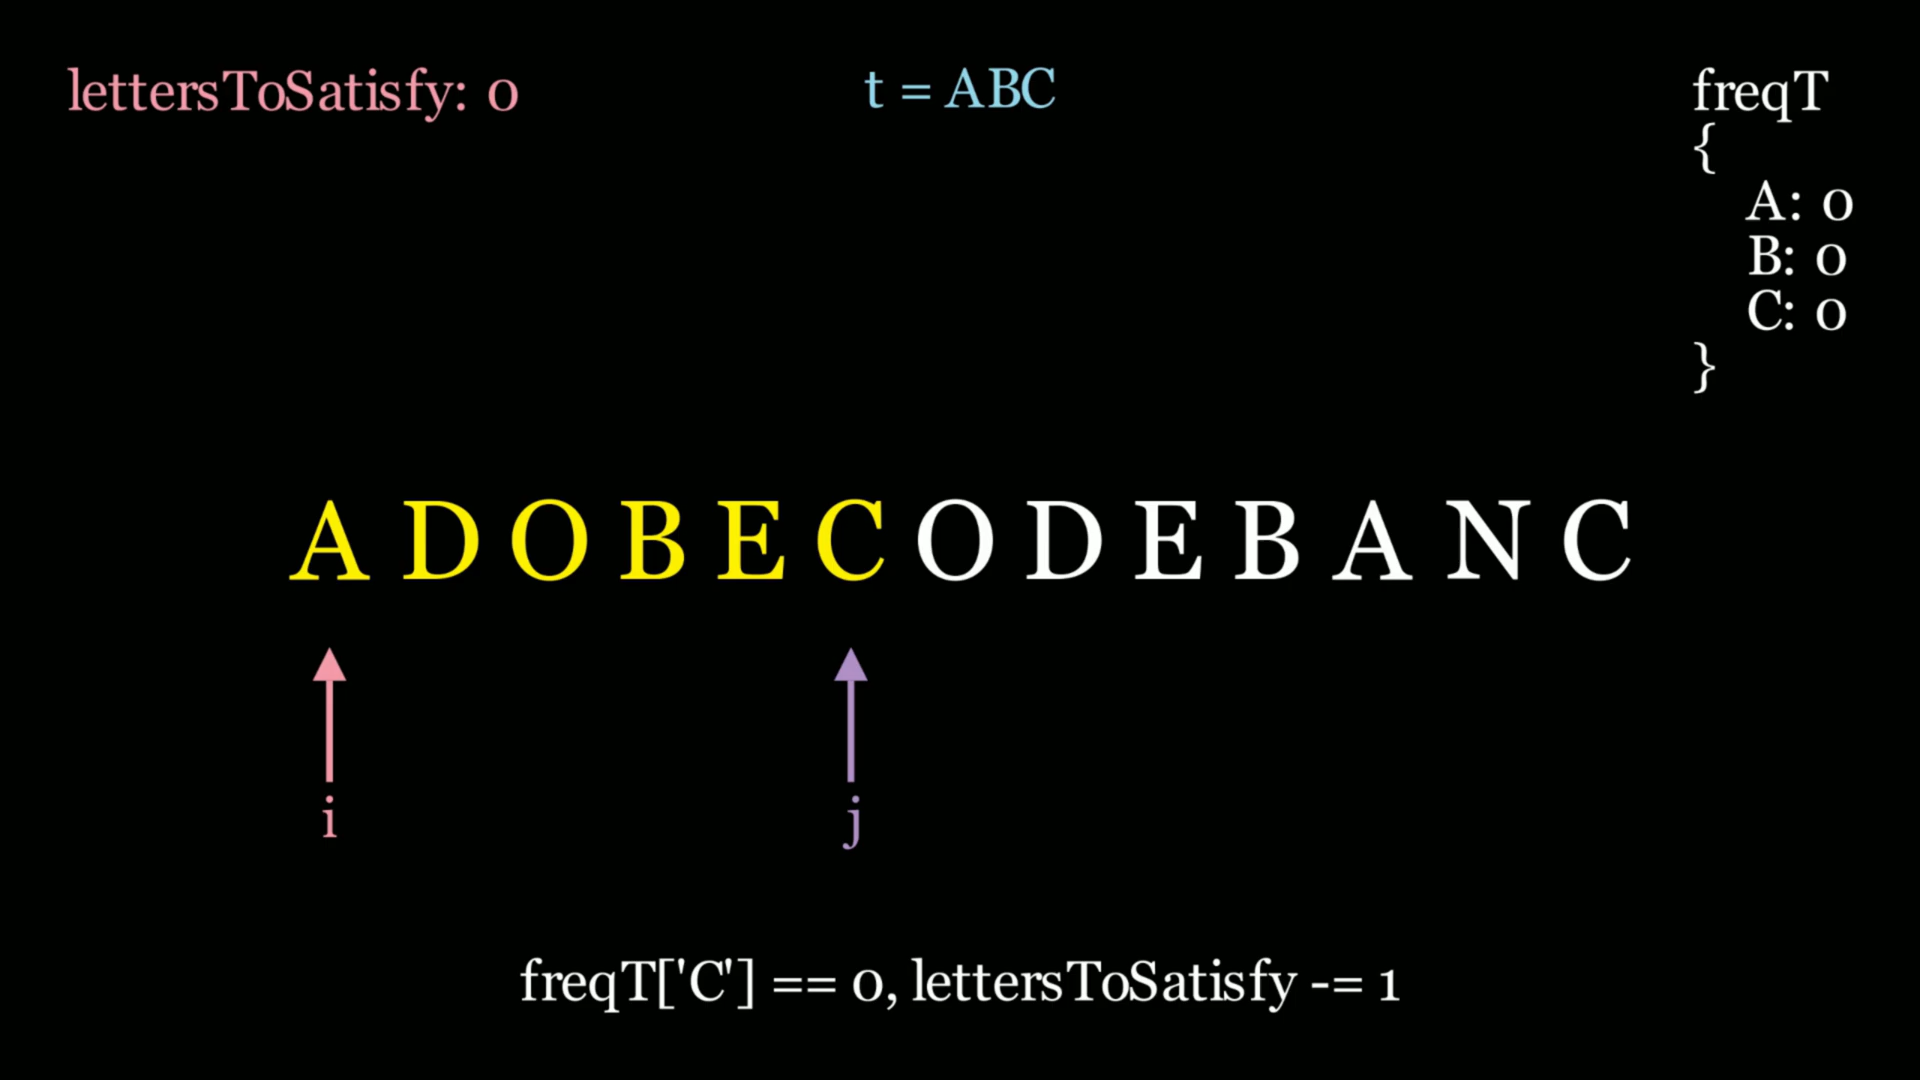 lettersToSatisfy: 0
t = ABC
freqT
{
A: 0
B: 0
C: 0
}
A D O B E C O D E B A N C
i
j
freqT['C'] == 0, lettersToSatisfy -= 1